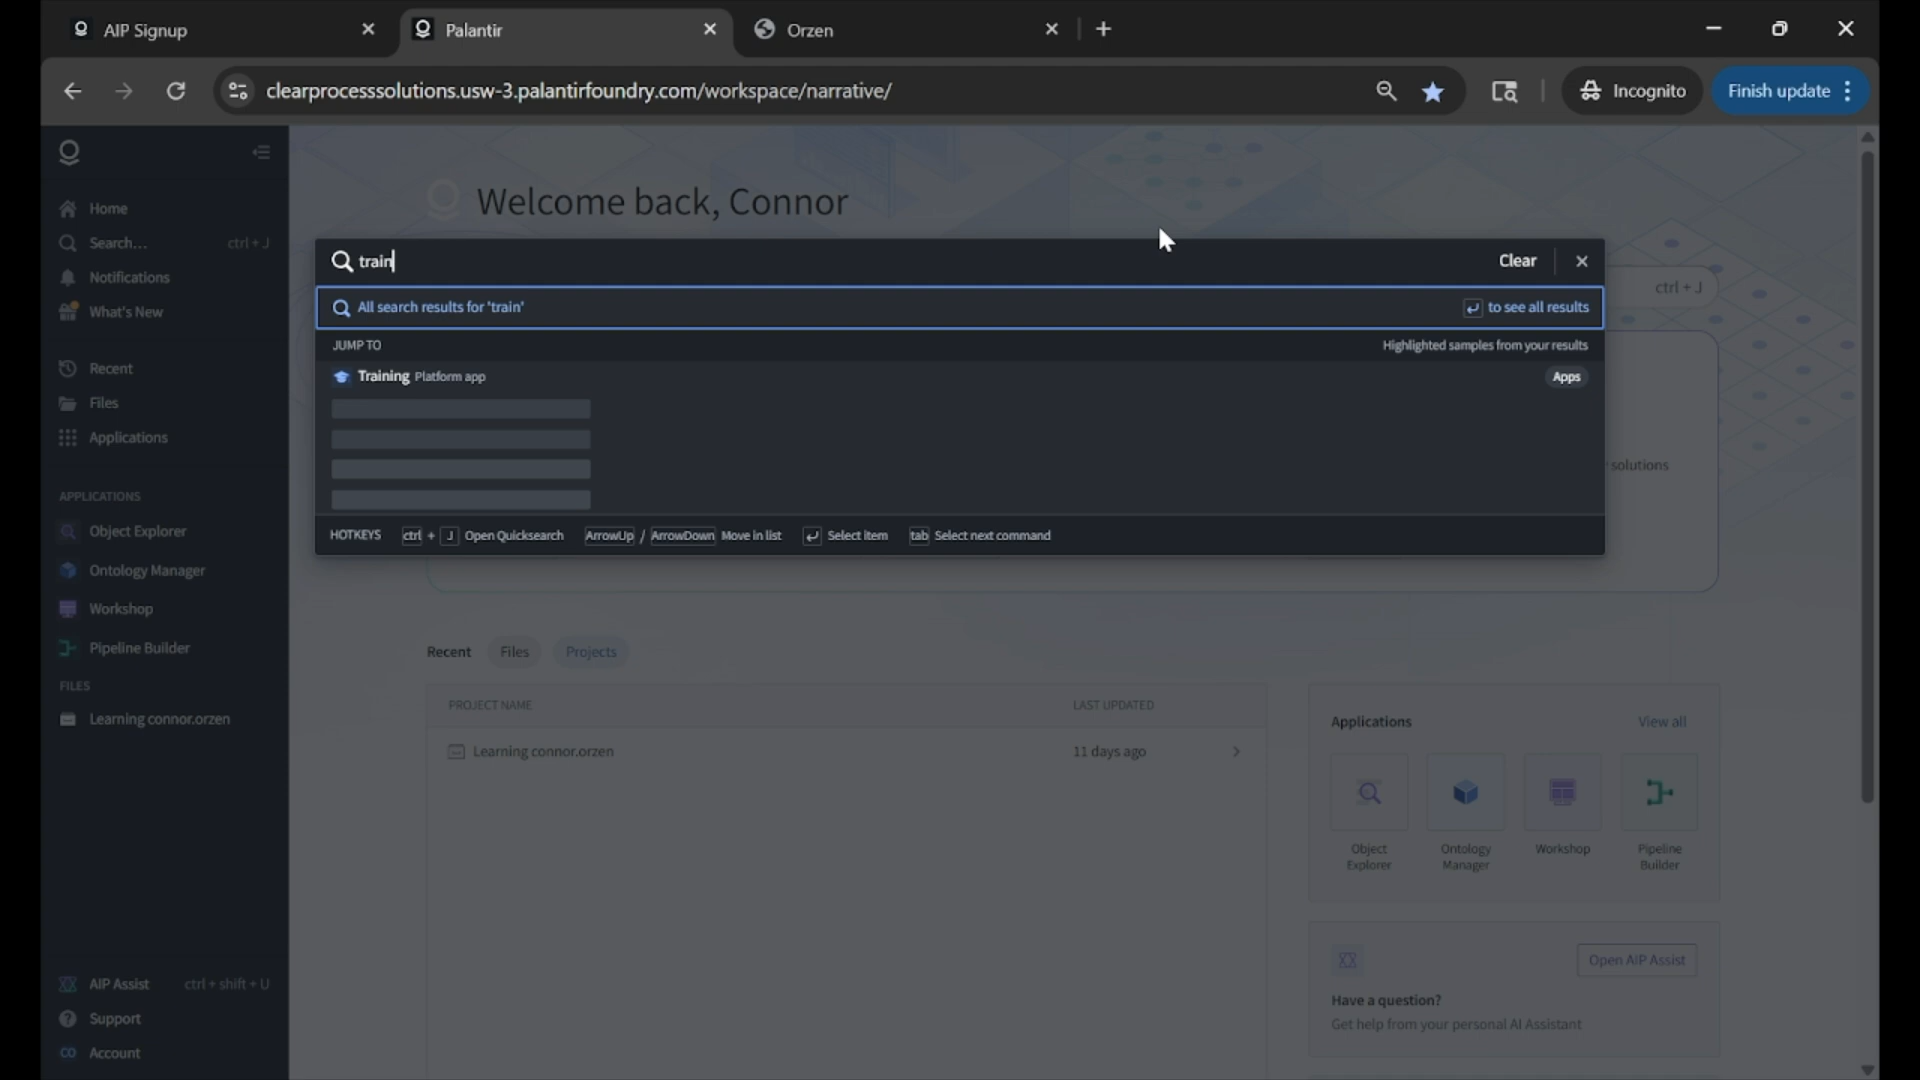 AIP Signup
Palantir
Orzen
clearprocesssolutions.usw-3.palantirfoundry.com/workspace/narrative/
Incognito
Finish update
Home
Search... ctrl + J
Notifications
What's New
Recent
Files
Applications
APPLICATIONS
Object Explorer
Ontology Manager
Workshop
Pipeline Builder
FILES
Learning connor.orzen
AIP Assist ctrl + shift + U
Support
CO Account
Welcome back, Connor
train
Clear
ctrl + J
All search results for 'train'
to see all results
JUMP TO
Highlighted samples from your results
Training Platform app
Apps
solutions
HOTKEYS ctrl + J Open Quicksearch ArrowUp / ArrowDown Move in list Select item tab Select next command
Recent Files Projects
PROJECT NAME LAST UPDATED
Learning connor.orzen 11 days ago
Applications View all
Object
Explorer
Ontology
Manager
Workshop
Pipeline
Builder
Open AIP Assist
Have a question?
Get help from your personal AI Assistant